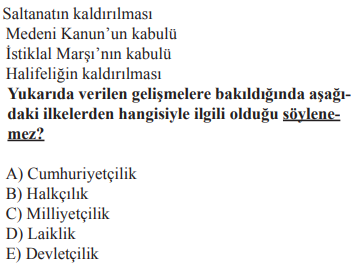 Saltanatın kaldırılması
Medeni Kanun’un kabulü
İstiklal Marşı’nın kabulü
Halifeliğin kaldırılması
Yukarıda verilen gelişmelere bakıldığında aşağı-
daki ilkelerden hangisiyle ilgili olduğu söylene-
mez?
A) Cumhuriyetçilik
B) Halkçılık
C) Milliyetçilik
D) Laiklik
E) Devletçilik